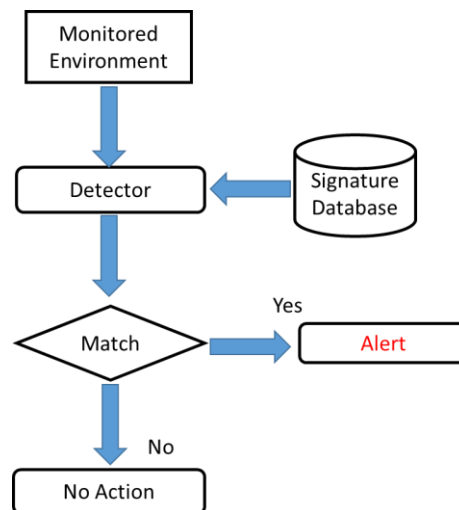 Monitored
Environment
Detector
Signature
Database
Yes
Match
Alert
No
No Action